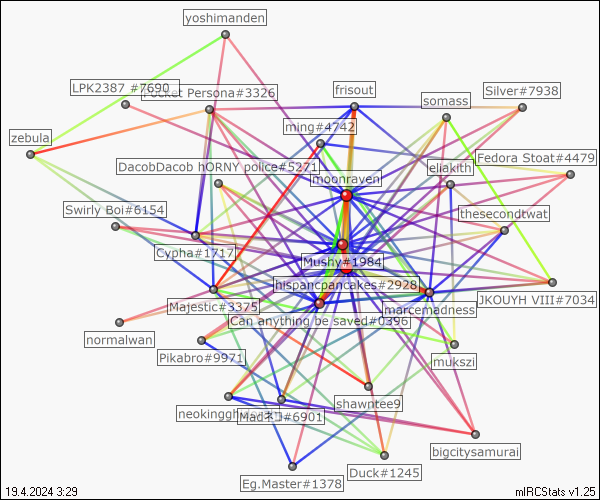 yoshimanden
LPK2387 #7690
Pocket Persona#3326
frisout
Silver#7938
somass
ming#4742
zebula
DacobDacob hORNY police#5271
eliakith
Fedora Stoat#4479
moonraven
Swirly Boi#6154
thesecondtwat
Cypha#1717
Mushy#1984
hispancpancakes#2928
JKOUYH VIII#7034
Majestic#3375
Can anything be saved#0396
marcemadness
normalwan
Pikabro#9971
mukszi
shawntee9
#6901
bigcitysamurai
Duck#1245
Eg.Master#1378
19.4.2024 3:29
mIRCStats v1.25